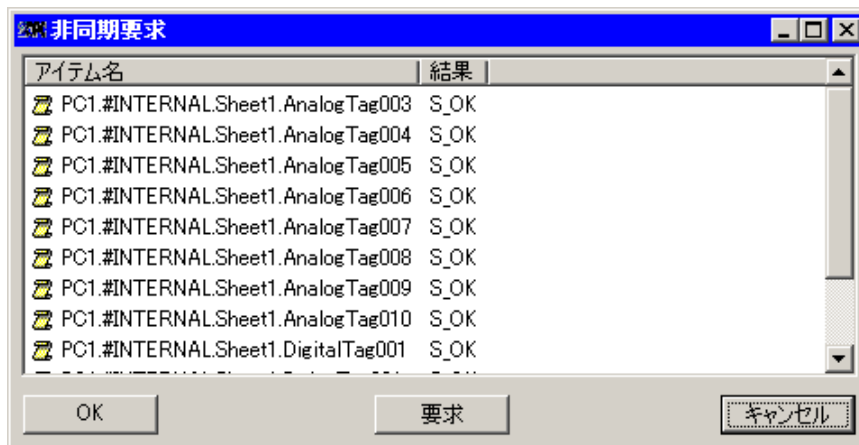 非同期要求
アイテム名 結果
PC1.#INTERNAL.Sheet1.AnalogTag003 S_OK
PC1.#INTERNAL.Sheet1.AnalogTag004 S_OK
PC1.#INTERNAL.Sheet1.AnalogTag005 S_OK
PC1.#INTERNAL.Sheet1.AnalogTag006 S_OK
PC1.#INTERNAL.Sheet1.AnalogTag007 S_OK
PC1.#INTERNAL.Sheet1.AnalogTag008 S_OK
PC1.#INTERNAL.Sheet1.AnalogTag009 S_OK
PC1.#INTERNAL.Sheet1.AnalogTag010 S_OK
PC1.#INTERNAL.Sheet1.DigitalTag001 S_OK
OK 要求 キャンセル